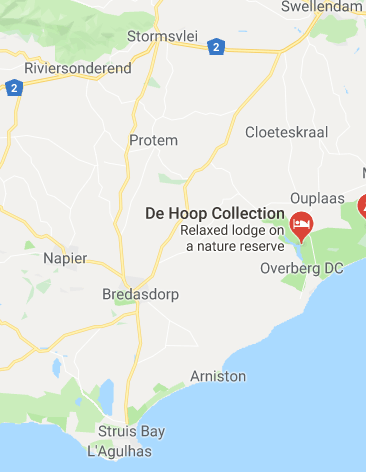 Swellendam
Stormsvlei
2
Riviersonderend
2
Protem
Cloeteskraal
Ouplaas
De Hoop Collection
Relaxed lodge on
a nature reserve
Napier
Overberg DC
Bredasdorp
Arniston
Struis Bay
L'Agulhas